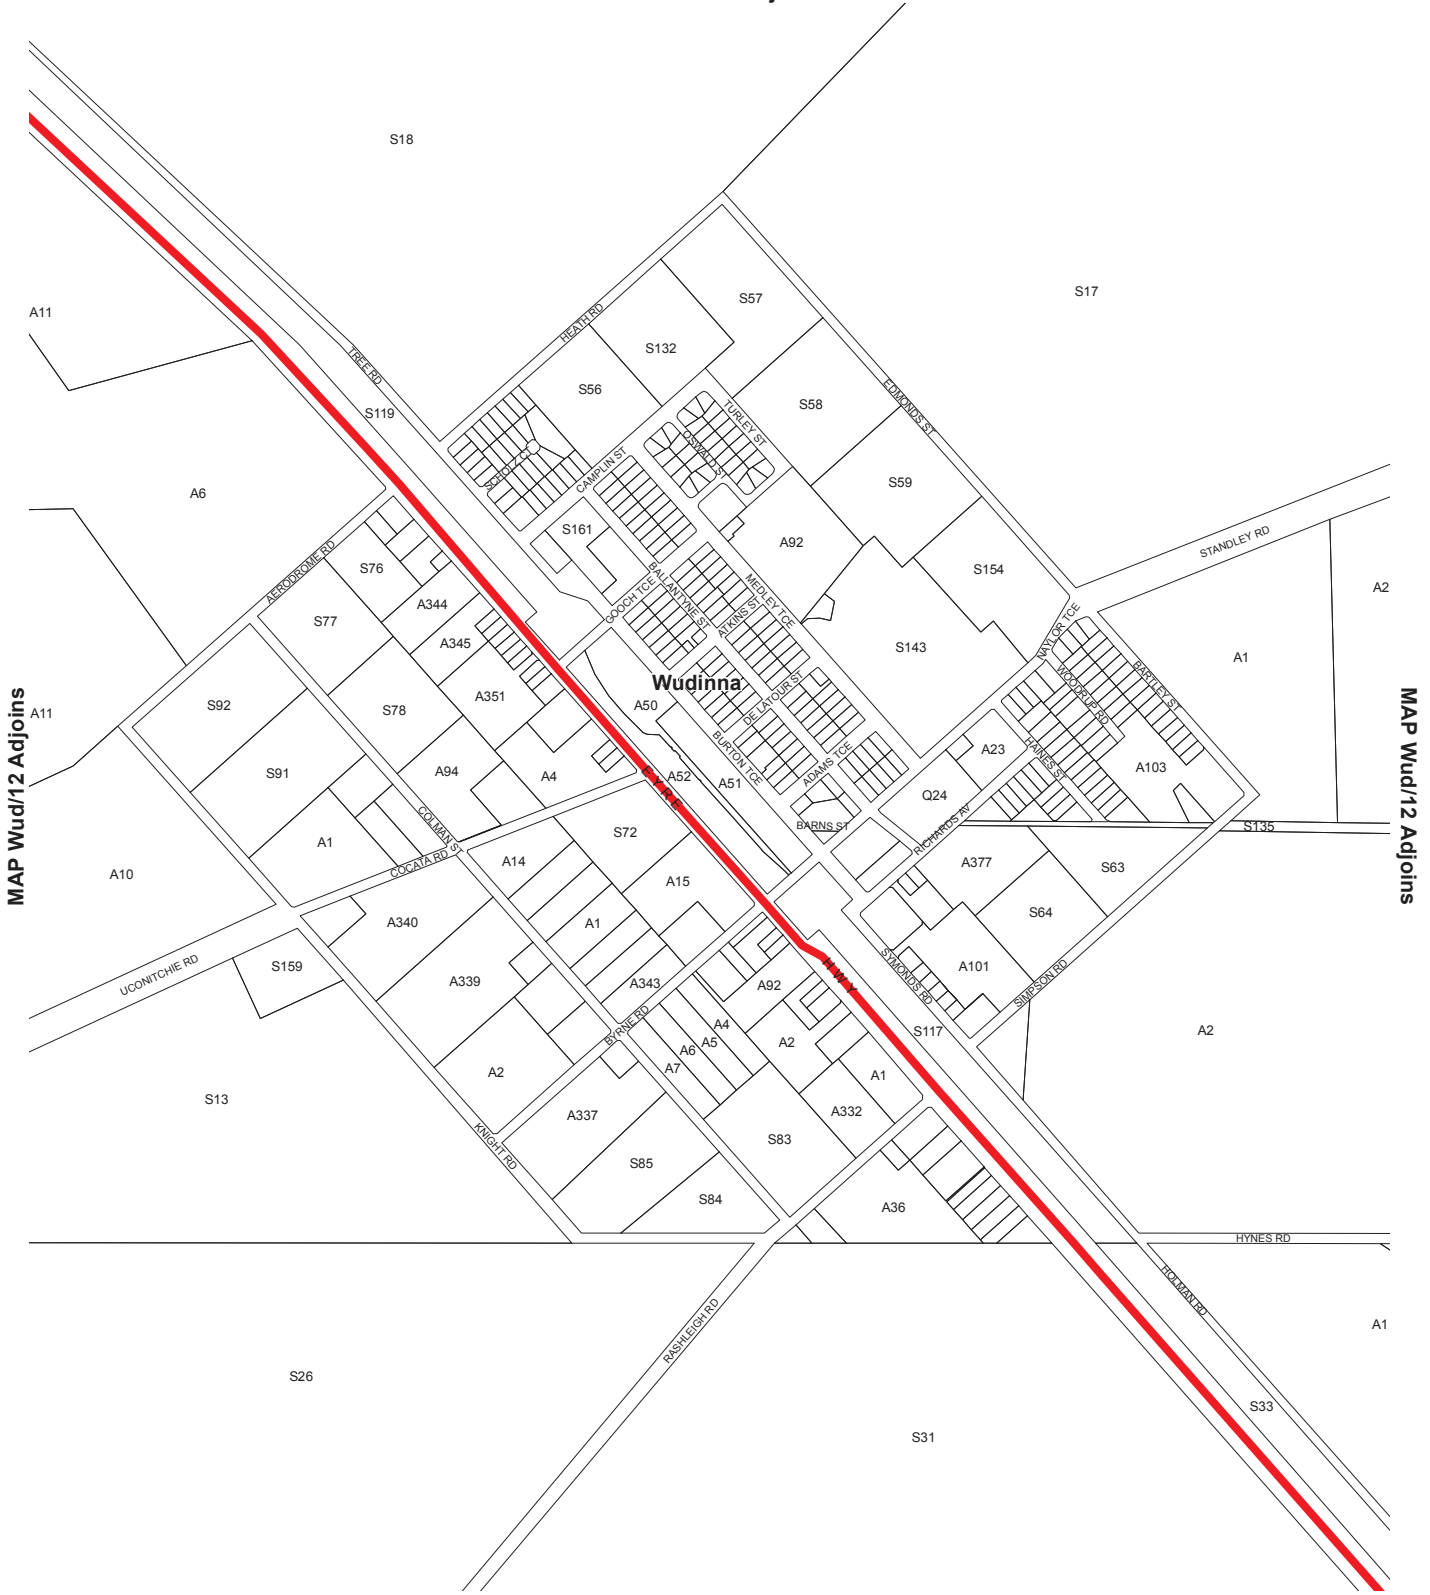 S18
S17
S57
HEATH RD
A11
S132
TREE RD
S56
EDMONDS ST
S58
S119
TURLEY ST
OSWALD ST
CAMPLIN ST
SCHOLZ CT
S59
A6
S161
A92
STANDLEY RD
AERODROME RD
S76
S154
BALLANTYNE ST
A2
GOOCH TCE
MEDLEY TCE
A344
ATKINS ST
S77
NAYLOR TCE
A345
S143
A1
Wudinna
BARTLEY ST
WOODRUP RD
A351
S92
A50
DE LATOUR ST
S78
A11
MAP Wud/12 Adjoins
MAP Wud/12 Adjoins
A23
HAINES ST
BURTON TCE
ADAMS TCE
A103
S91
A94
A4
A52
A51
EYRE
Q24
BARNS ST
RICHARDS AV
S135
COLMAN ST
S72
A1
COCATA RD
A14
A377
S63
A10
A15
S64
A340
A1
UCONITCHIE RD
S159
A339
A343
A92
HWY
SYMONDS RD
A101
SIMPSON RD
BYRNE RD
A4
A5
A6
A7
A2
S117
A2
A2
A1
S13
A337
A332
KNIGHT RD
S83
S85
S84
A36
HYNES RD
HOLMAN RD
RASHLEIGH RD
A1
S26
S33
S31